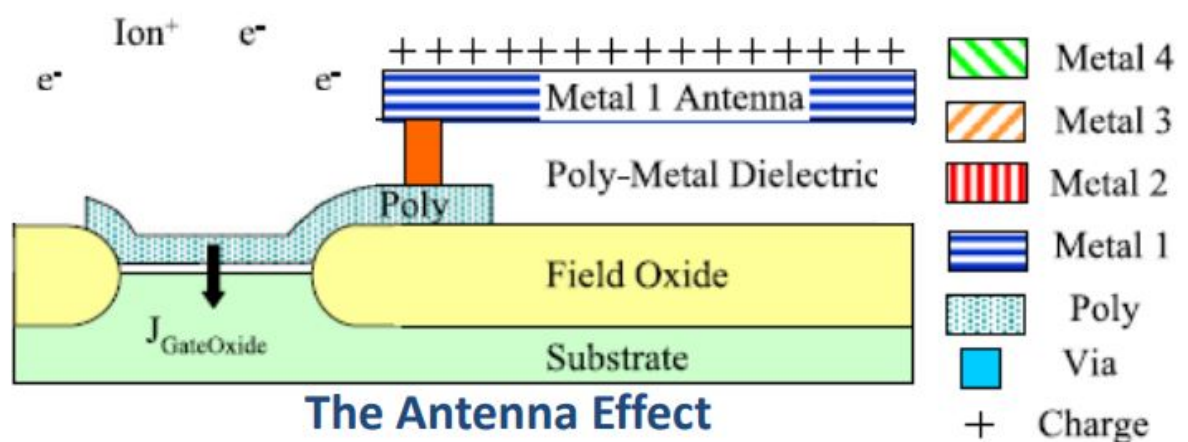 Ion⁺ e⁻
e⁻ e⁻
+ + + + + + + + + + + + + + +
Metal 1 Antenna
Poly-Metal Dielectric
Poly
Field Oxide
J_GateOxide
Substrate
The Antenna Effect
Metal 4
Metal 3
Metal 2
Metal 1
Poly
Via
+ Charge